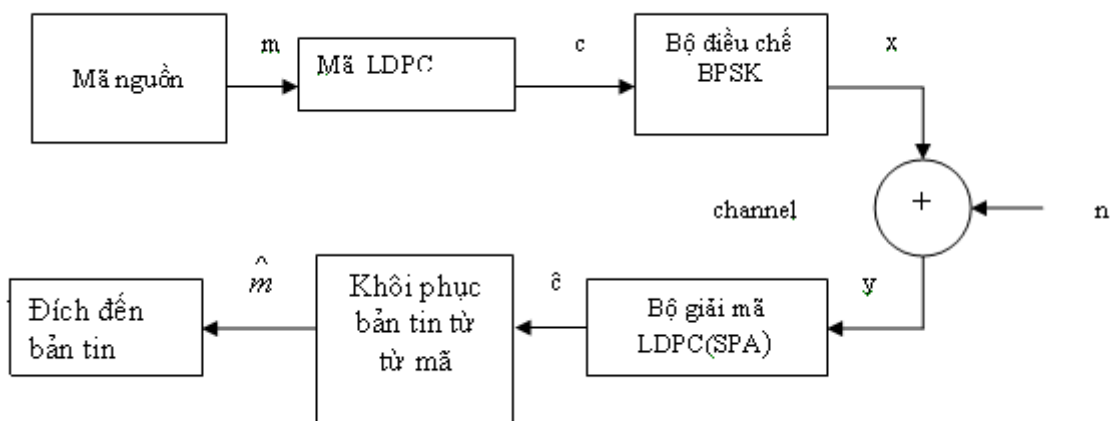 Mã nguồn
m
Mã LDPC
c
Bộ điều chế
BPSK
x
channel
+
n
Đích đến
bản tin
m̂
Khôi phục
bản tin từ
từ mã
ĉ
Bộ giải mã
LDPC(SPA)
y